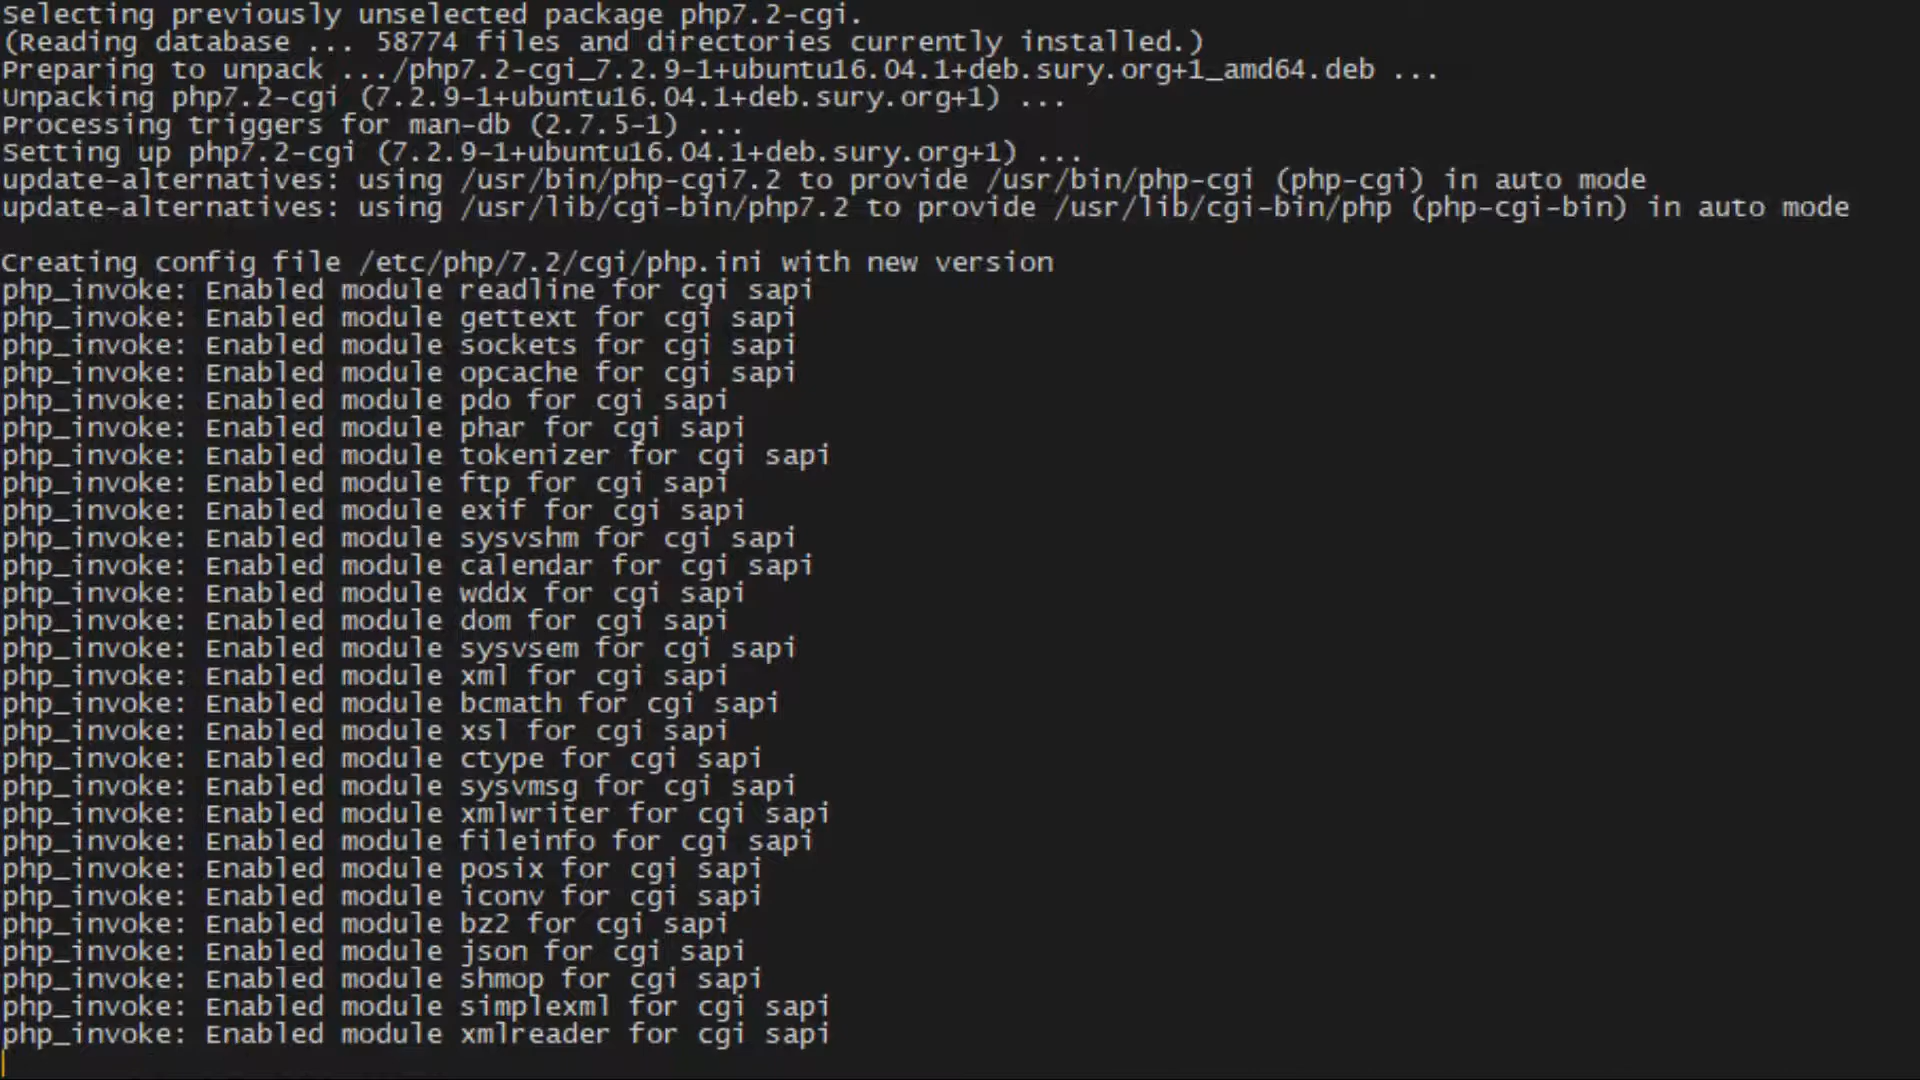 Selecting previously unselected package php7.2-cgi.
(Reading database ... 58774 files and directories currently installed.)
Preparing to unpack .../php7.2-cgi_7.2.9-1+ubuntu16.04.1+deb.sury.org+1_amd64.deb ...
Unpacking php7.2-cgi (7.2.9-1+ubuntu16.04.1+deb.sury.org+1) ...
Processing triggers for man-db (2.7.5-1) ...
Setting up php7.2-cgi (7.2.9-1+ubuntu16.04.1+deb.sury.org+1) ...
update-alternatives: using /usr/bin/php-cgi7.2 to provide /usr/bin/php-cgi (php-cgi) in auto mode
update-alternatives: using /usr/lib/cgi-bin/php7.2 to provide /usr/lib/cgi-bin/php (php-cgi-bin) in auto mode
Creating config file /etc/php/7.2/cgi/php.ini with new version
php_invoke: Enabled module readline for cgi sapi
php_invoke: Enabled module gettext for cgi sapi
php_invoke: Enabled module sockets for cgi sapi
php_invoke: Enabled module opcache for cgi sapi
php_invoke: Enabled module pdo for cgi sapi
php_invoke: Enabled module phar for cgi sapi
php_invoke: Enabled module tokenizer for cgi sapi
php_invoke: Enabled module ftp for cgi sapi
php_invoke: Enabled module exif for cgi sapi
php_invoke: Enabled module sysvshm for cgi sapi
php_invoke: Enabled module calendar for cgi sapi
php_invoke: Enabled module wddx for cgi sapi
php_invoke: Enabled module dom for cgi sapi
php_invoke: Enabled module sysvsem for cgi sapi
php_invoke: Enabled module xml for cgi sapi
php_invoke: Enabled module bcmath for cgi sapi
php_invoke: Enabled module xsl for cgi sapi
php_invoke: Enabled module ctype for cgi sapi
php_invoke: Enabled module sysvmsg for cgi sapi
php_invoke: Enabled module xmlwriter for cgi sapi
php_invoke: Enabled module fileinfo for cgi sapi
php_invoke: Enabled module posix for cgi sapi
php_invoke: Enabled module iconv for cgi sapi
php_invoke: Enabled module bz2 for cgi sapi
php_invoke: Enabled module json for cgi sapi
php_invoke: Enabled module shmop for cgi sapi
php_invoke: Enabled module simplexml for cgi sapi
php_invoke: Enabled module xmlreader for cgi sapi